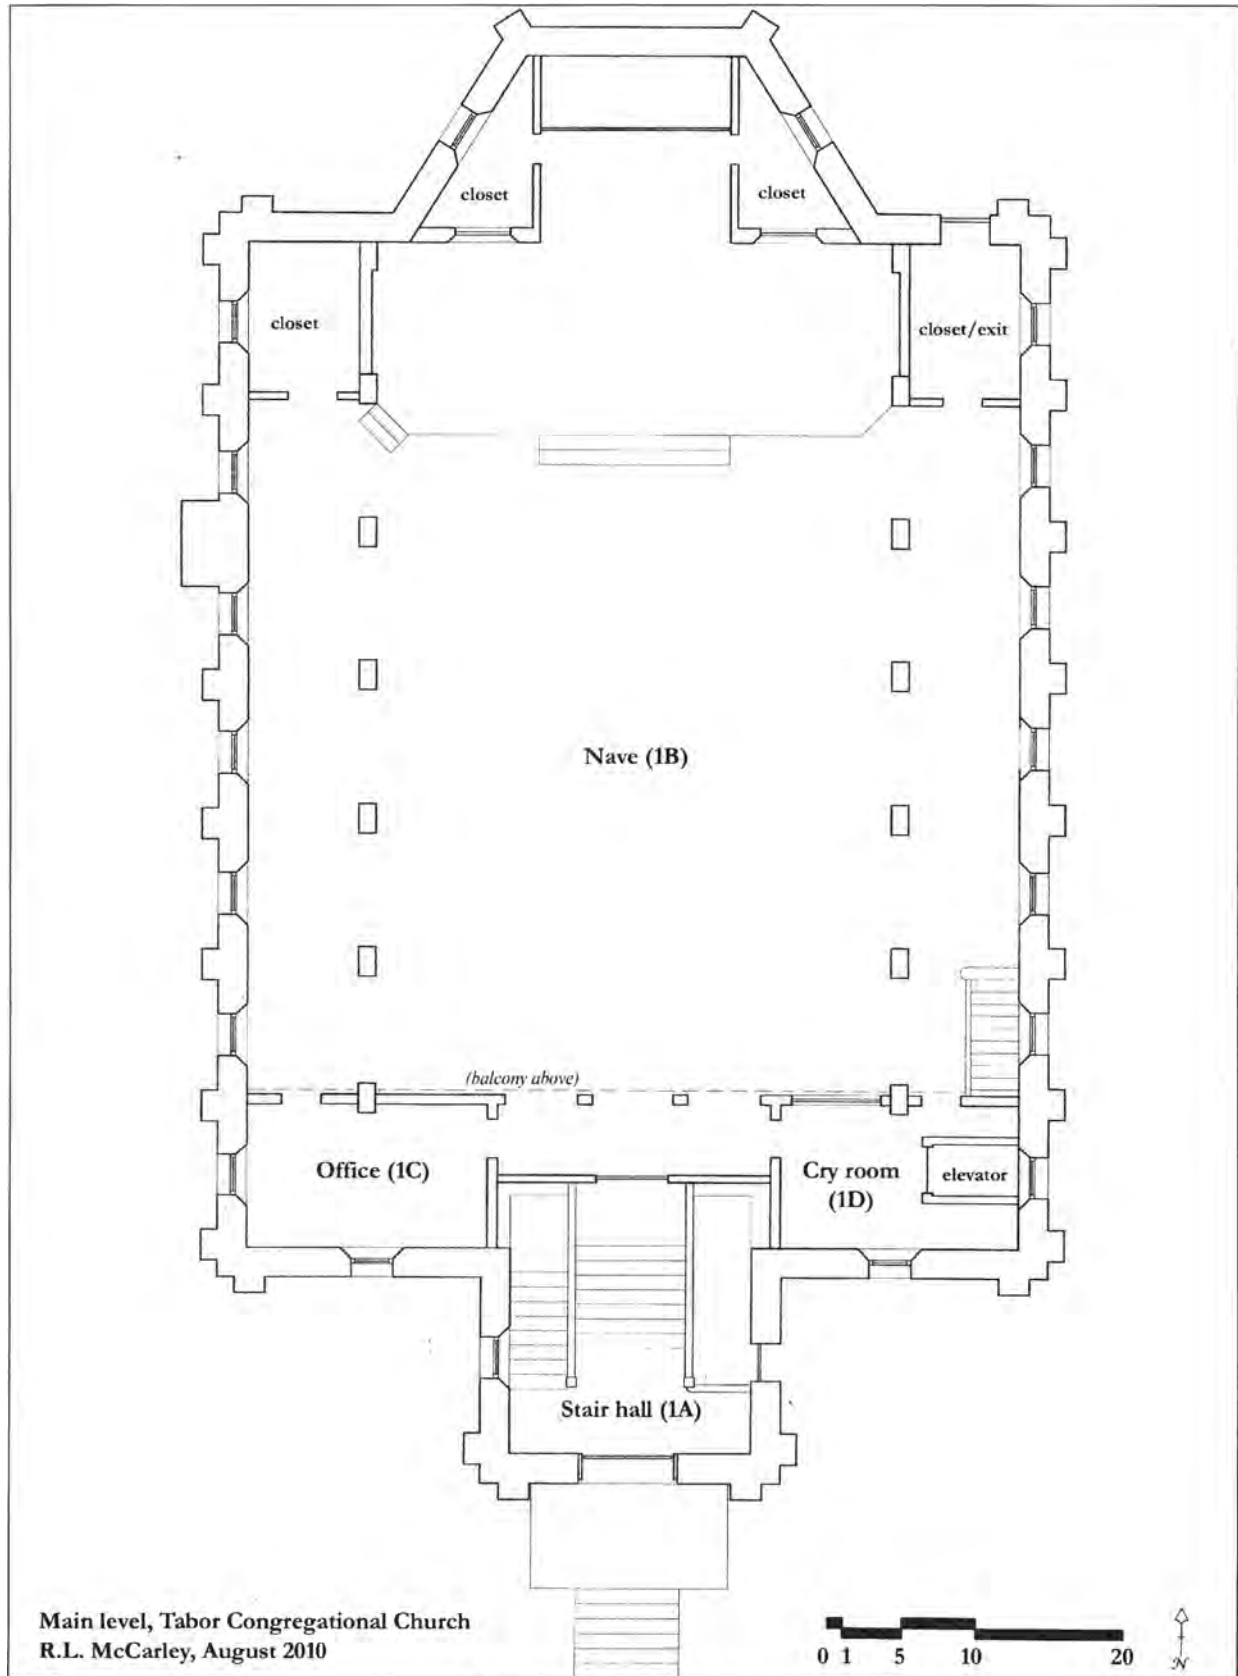 closet
closet
closet
closet/exit
Nave (1B)
(balcony above)
Office (1C)
Cry room
(1D)
elevator
Stair hall (1A)
Main level, Tabor Congregational Church
R.L. McCarley, August 2010
0 1 5 10 20
N